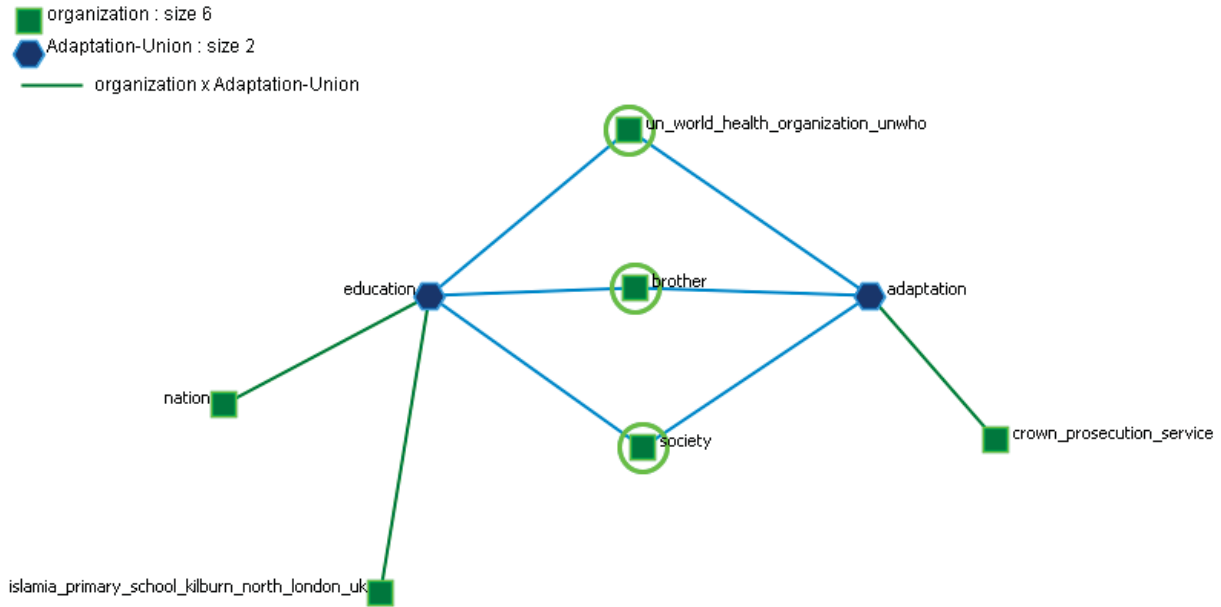 organization : size 6
Adaptation-Union : size 2
organization x Adaptation-Union
un_world_health_organization_unwho
brother
education
adaptation
nation
society
crown_prosecution_service
islamia_primary_school_kilburn_north_london_uk